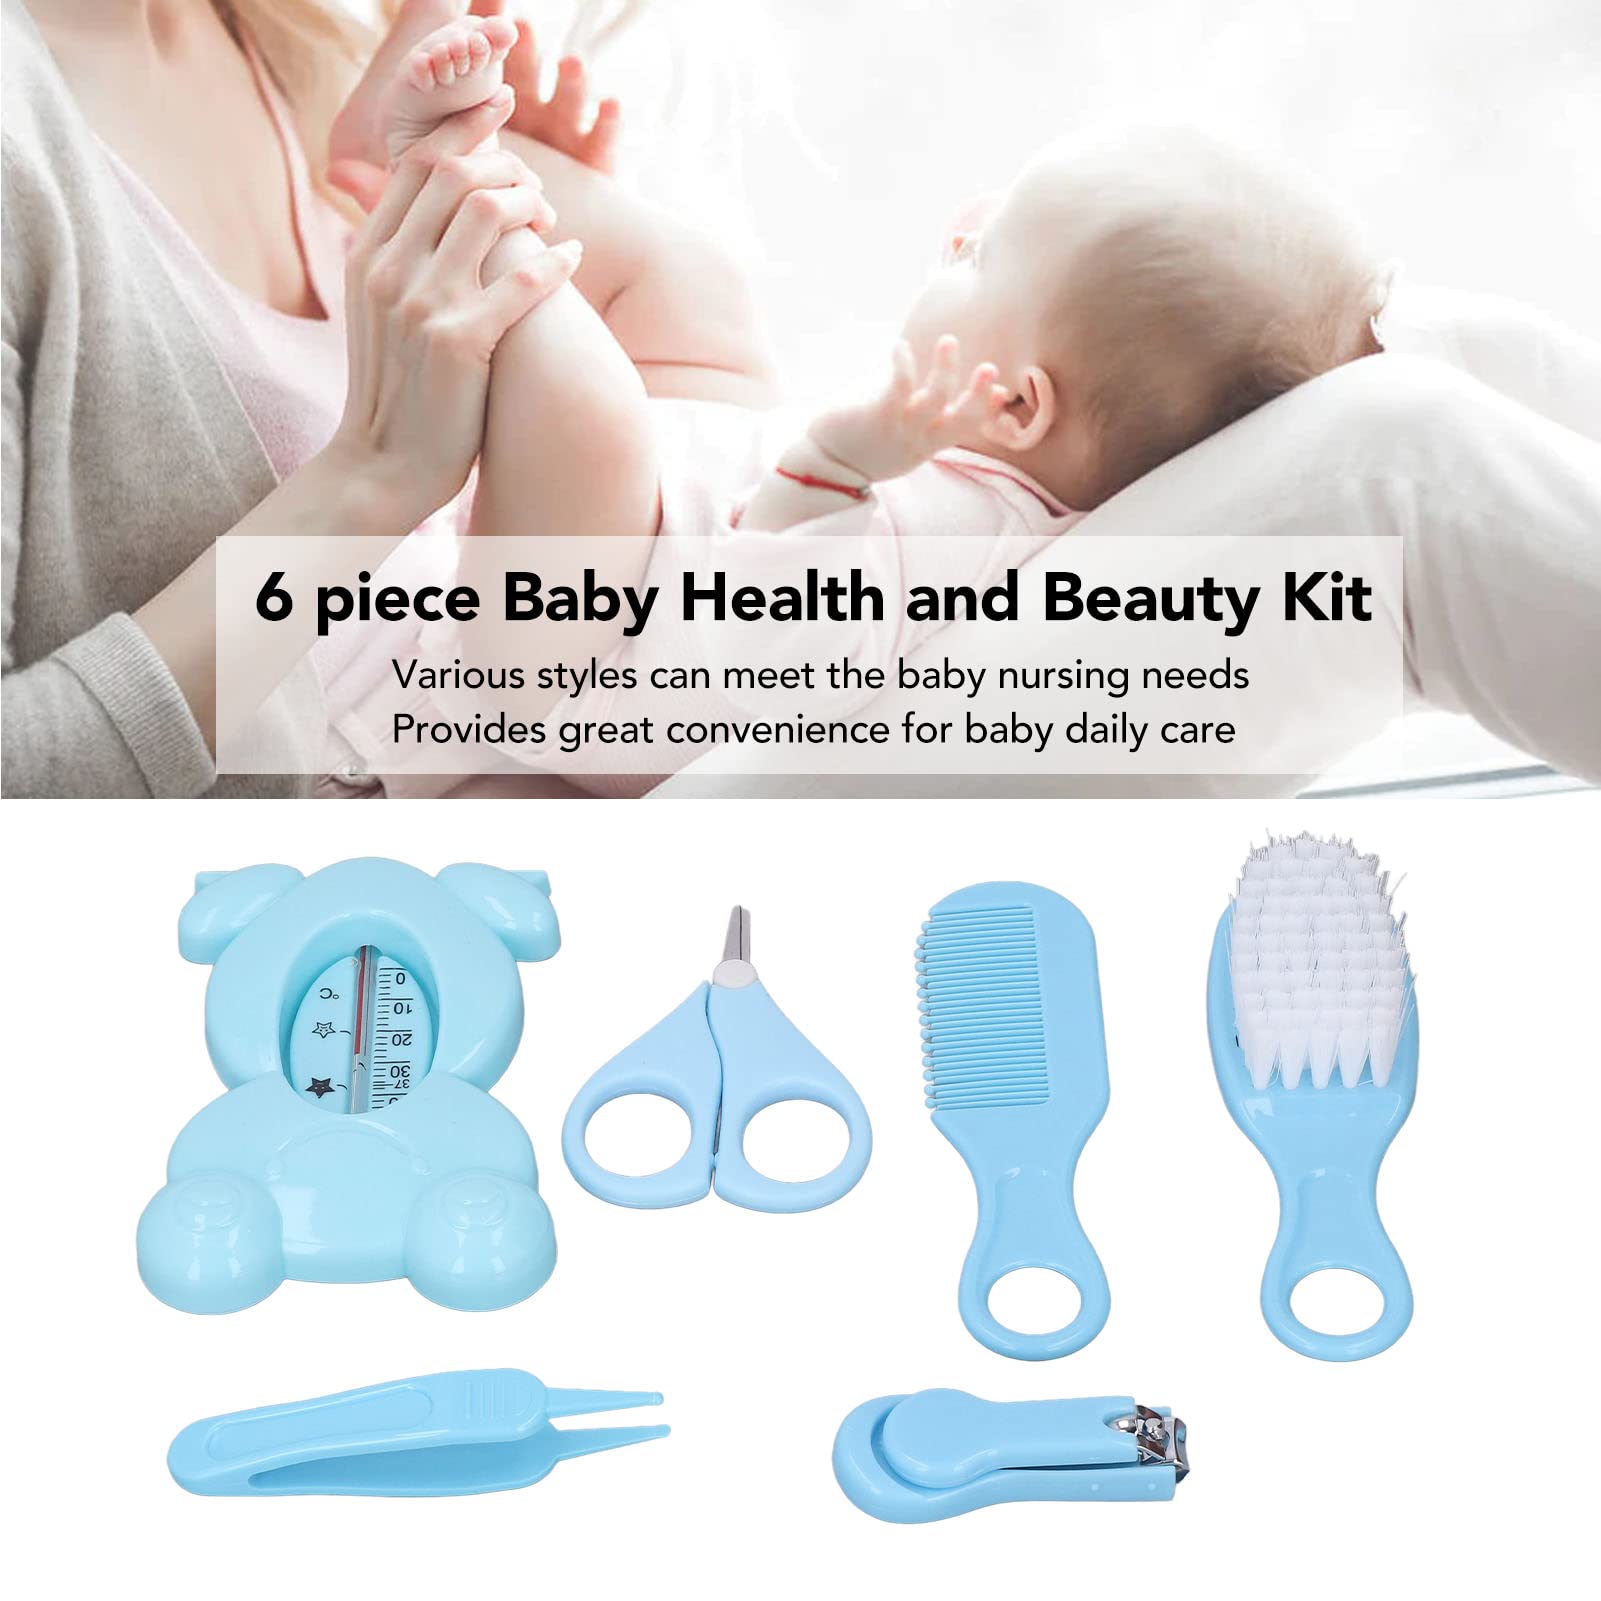 6 piece Baby Health and Beauty Kit
Various styles can meet the baby nursing needs
Provides great convenience for baby daily care
°C
0
10
20
30
37